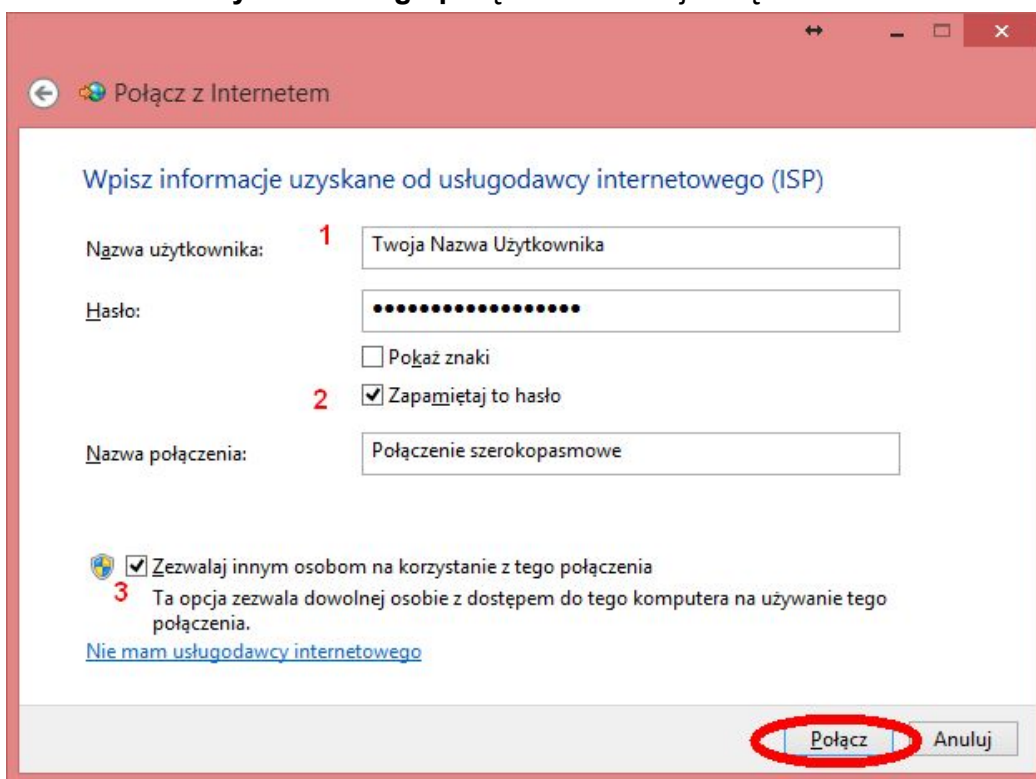 Połącz z Internetem
Wpisz informacje uzyskane od usługodawcy internetowego (ISP)
Nazwa użytkownika: 1 Twoja Nazwa Użytkownika
Hasło: ••••••••••••••••••
Pokaż znaki
2 Zapamiętaj to hasło
Nazwa połączenia: Połączenie szerokopasmowe
Zezwalaj innym osobom na korzystanie z tego połączenia
3 Ta opcja zezwala dowolnej osobie z dostępem do tego komputera na używanie tego
połączenia.
Nie mam usługodawcy internetowego
Połącz Anuluj